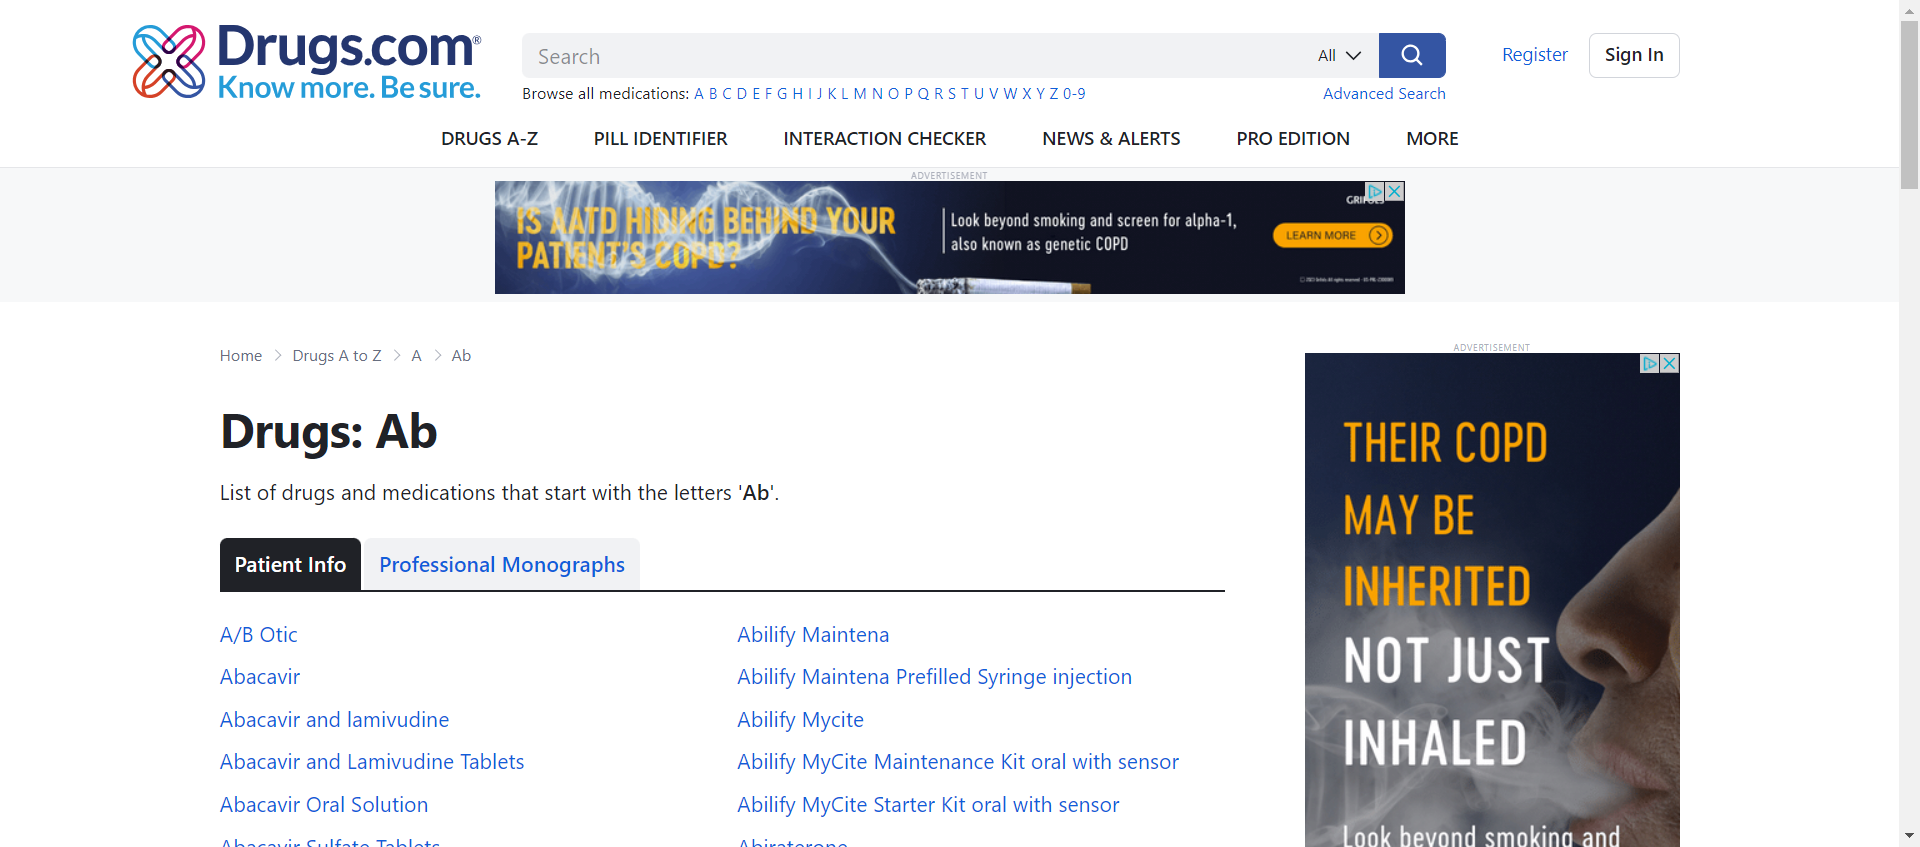 Drugs.com®
Know more. Be sure.
Search
All
Register
Sign In
Browse all medications: A B C D E F G H I J K L M N O P Q R S T U V W X Y Z 0-9
Advanced Search
DRUGS A-Z
PILL IDENTIFIER
INTERACTION CHECKER
NEWS & ALERTS
PRO EDITION
MORE
ADVERTISEMENT
IS AATD HIDING BEHIND YOUR
PATIENT'S COPD?
Look beyond smoking and screen for alpha-1,
also known as genetic COPD
LEARN MORE
Home
Drugs A to Z
A
Ab
Drugs: Ab
List of drugs and medications that start with the letters 'Ab'.
Patient Info
Professional Monographs
A/B Otic
Abacavir
Abacavir and lamivudine
Abacavir and Lamivudine Tablets
Abacavir Oral Solution
Abacavir Sulfate Tablets
Abilify Maintena
Abilify Maintena Prefilled Syringe injection
Abilify Mycite
Abilify MyCite Maintenance Kit oral with sensor
Abilify MyCite Starter Kit oral with sensor
Abiraterone
ADVERTISEMENT
THEIR COPD
MAY BE
INHERITED
NOT JUST
INHALED
Look beyond smoking and